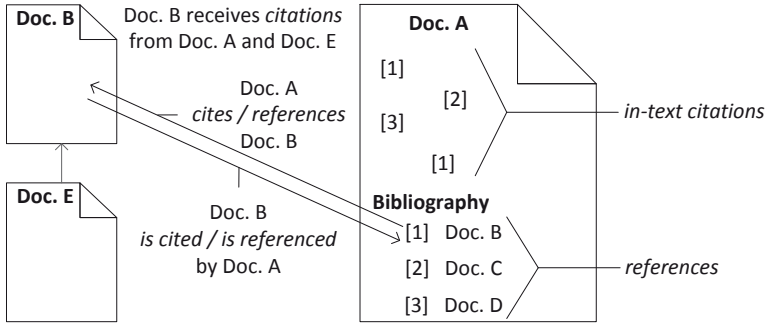 Doc. B
Doc. B receives citations
from Doc. A and Doc. E
Doc. A
cites / references
Doc. B
Doc. E
Doc. B
is cited / is referenced
by Doc. A
Doc. A
[1]
[2]
[3]
[1]
in-text citations
Bibliography
[1] Doc. B
[2] Doc. C
[3] Doc. D
references